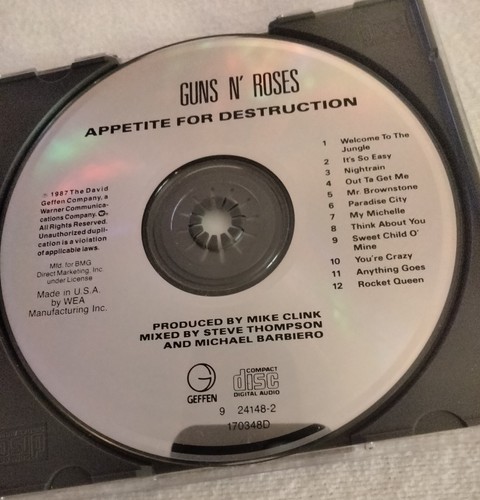 GUNS N' ROSES
APPETITE FOR DESTRUCTION
1 Welcome To The
Jungle
2 It's So Easy
3 Nightrain
4 Out Ta Get Me
5 Mr Brownstone
6 Paradise City
7 My Michelle
8 Think About You
9 Sweet Child O'
Mine
10 You're Crazy
11 Anything Goes
12 Rocket Queen
℗ 1987 The David
Geffen Company, a
Warner Communica-
cations Company.
All Rights Reserved.
Unauthorized dupli-
cation is a violation
of applicable laws.
Mfd. for BMG
Direct Marketing, Inc.
under License
Made in U.S.A.
by WEA
Manufacturing Inc.
PRODUCED BY MIKE CLINK
MIXED BY STEVE THOMPSON
AND MICHAEL BARBIERO
GEFFEN
COMPACT
disc
DIGITAL AUDIO
9 24148-2
170348D